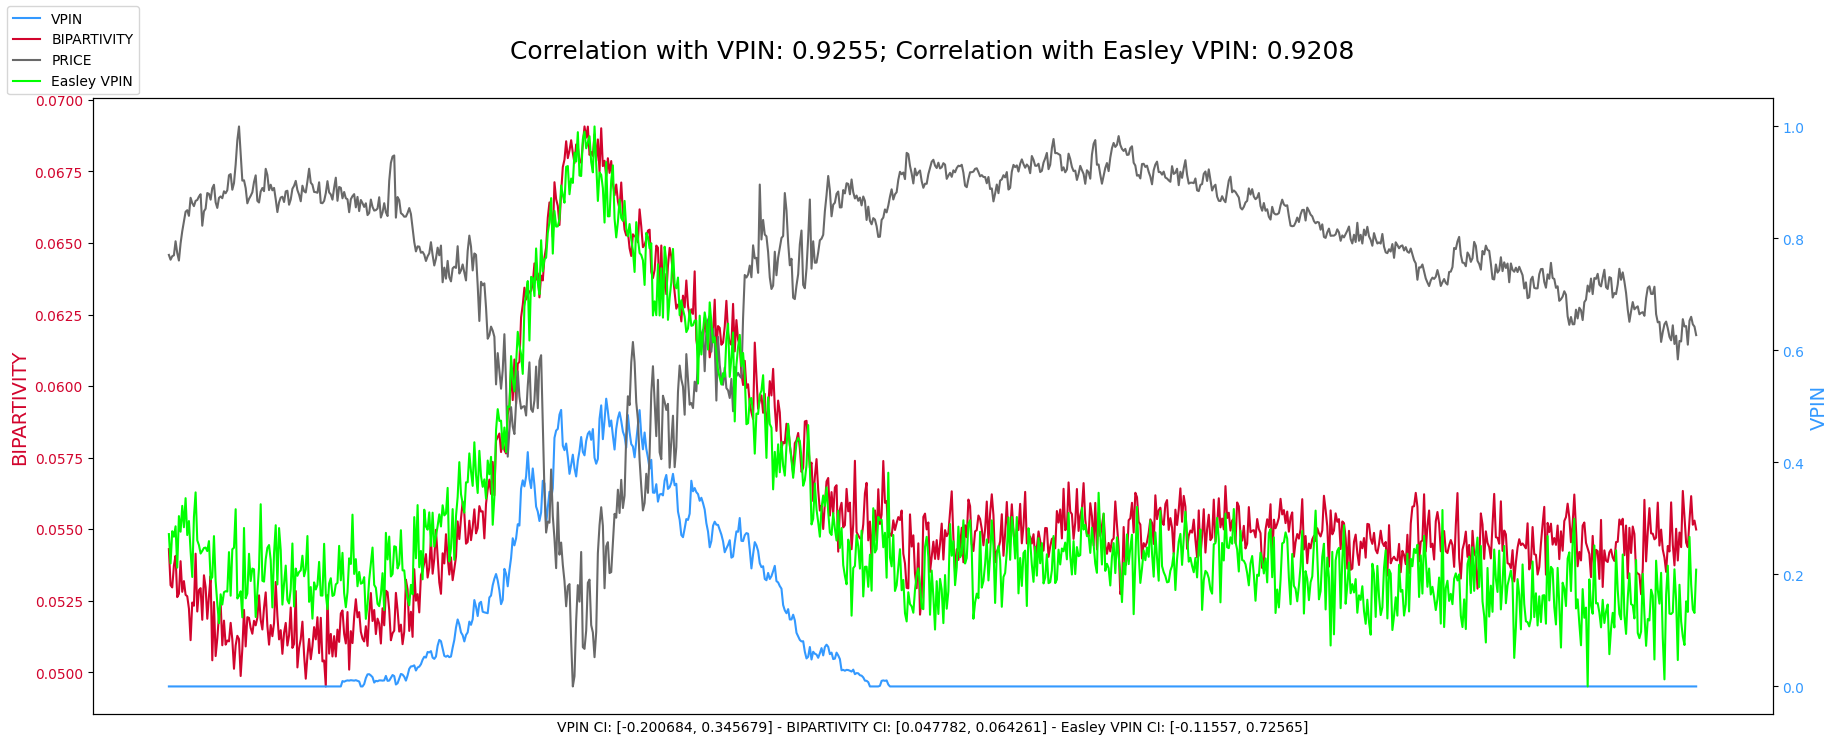 VPIN
BIPARTIVITY
PRICE
Easley VPIN
Correlation with VPIN: 0.9255; Correlation with Easley VPIN: 0.9208
0.0700
0.0675
0.0650
0.0625
0.0600
0.0575
0.0550
0.0525
0.0500
BIPARTIVITY
1.0
0.8
0.6
0.4
0.2
0.0
VPIN
VPIN CI: [-0.200684, 0.345679] - BIPARTIVITY CI: [0.047782, 0.064261] - Easley VPIN CI: [-0.11557, 0.72565]